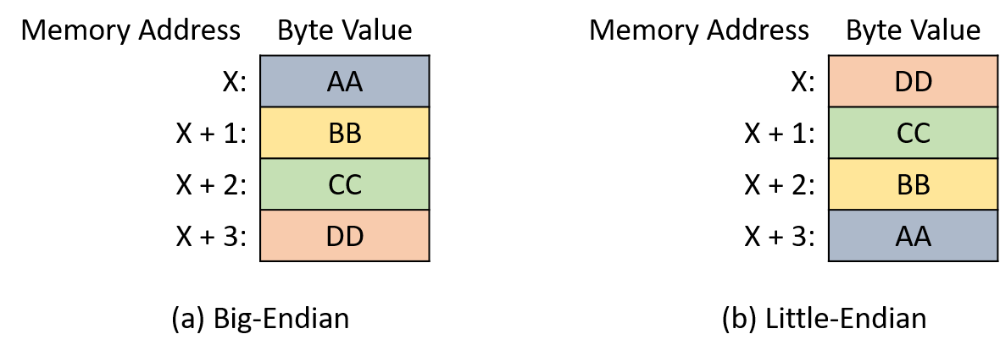 Memory Address Byte Value
X: AA
X + 1: BB
X + 2: CC
X + 3: DD
(a) Big-Endian
Memory Address Byte Value
X: DD
X + 1: CC
X + 2: BB
X + 3: AA
(b) Little-Endian